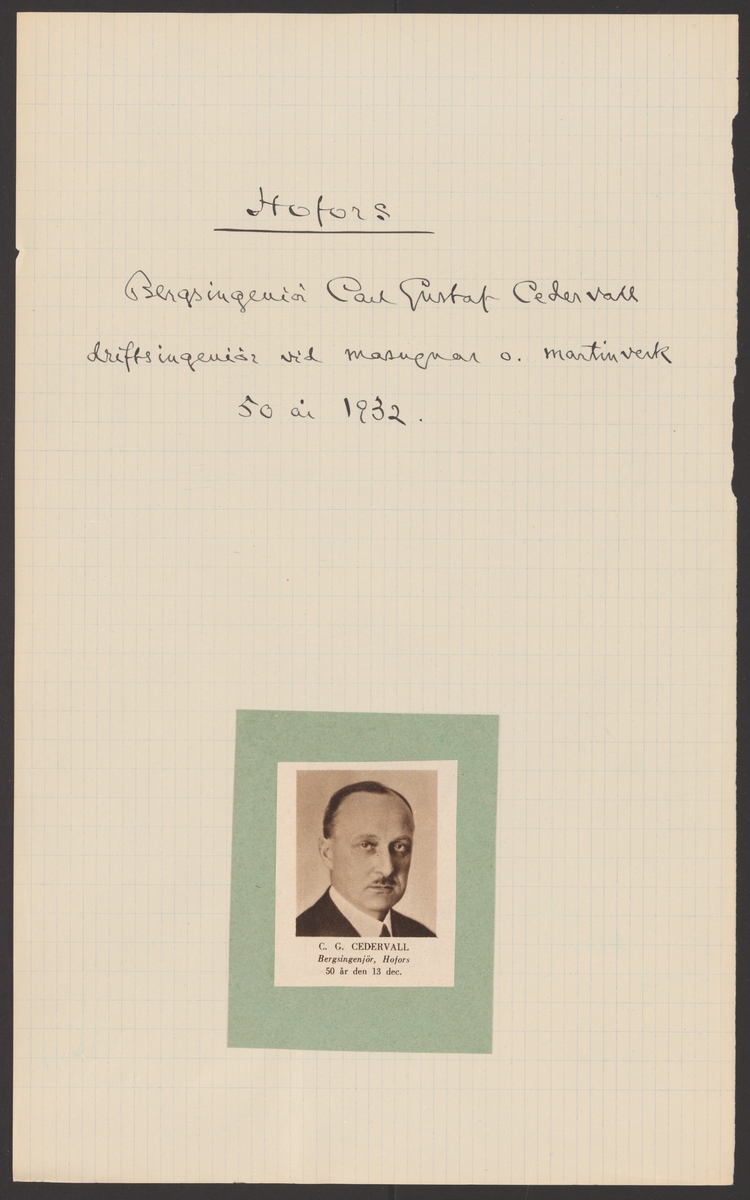 Hofors
Bergsingeniör Carl Gustaf Cedervall
driftsingeniör vid masugnar o. martinverk
50 år 1932.
C. G. CEDERVALL
Bergsingenjör, Hofors
50 år den 13 dec.